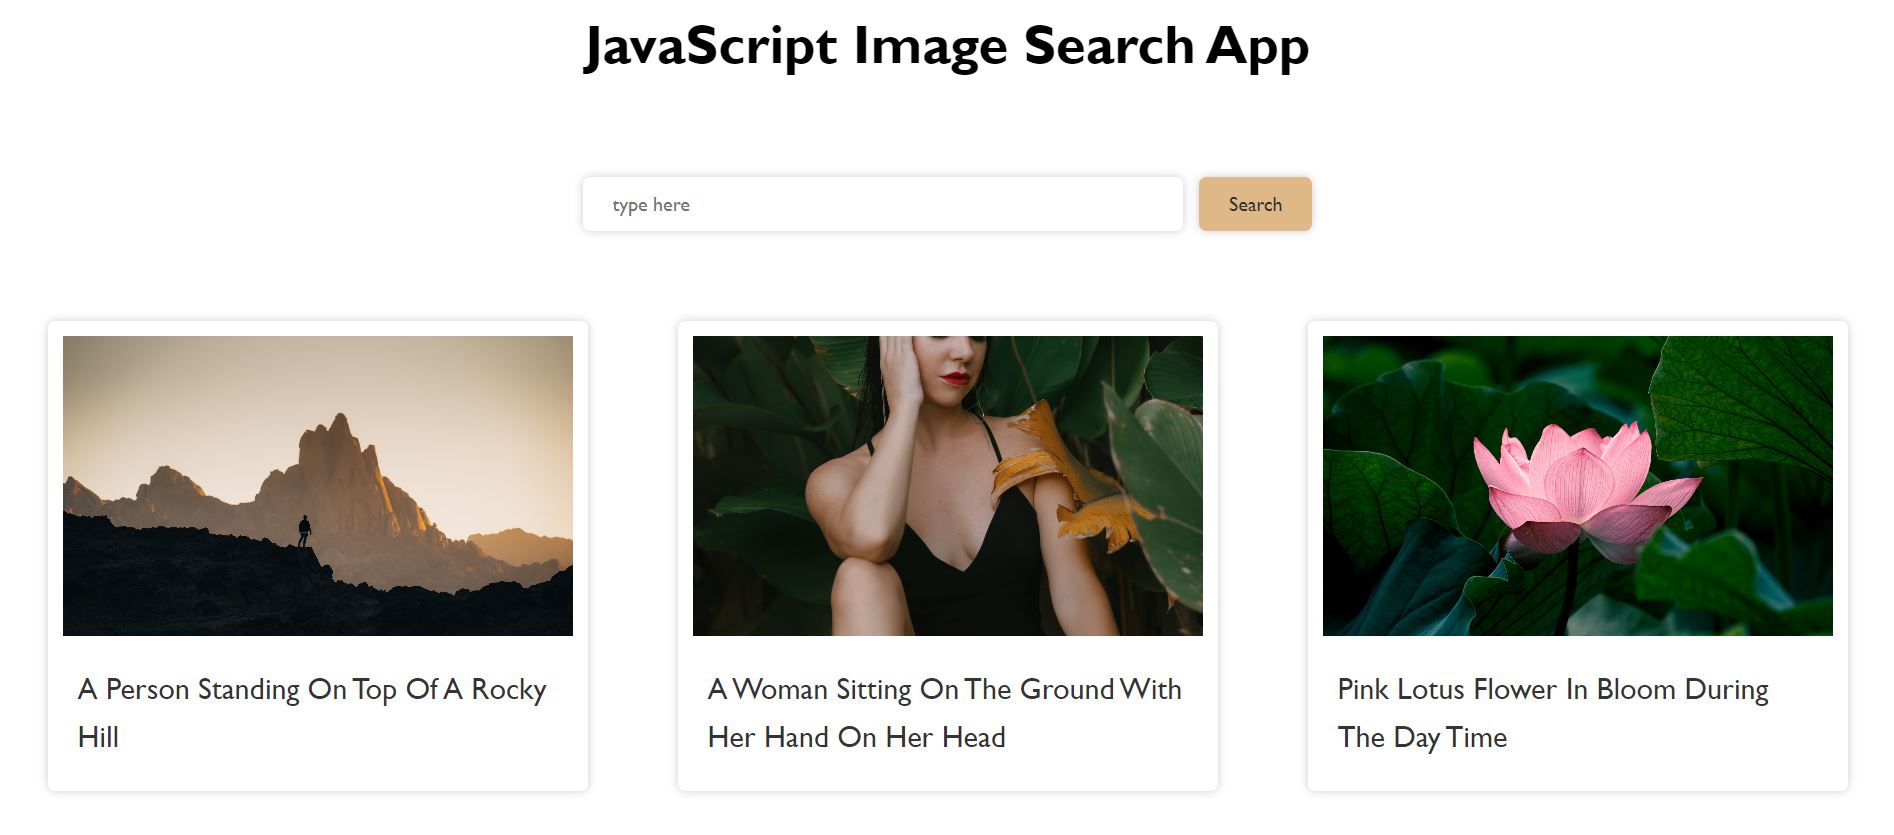 JavaScript Image Search App
type here
Search
A Person Standing On Top Of A Rocky
Hill
A Woman Sitting On The Ground With
Her Hand On Her Head
Pink Lotus Flower In Bloom During
The Day Time